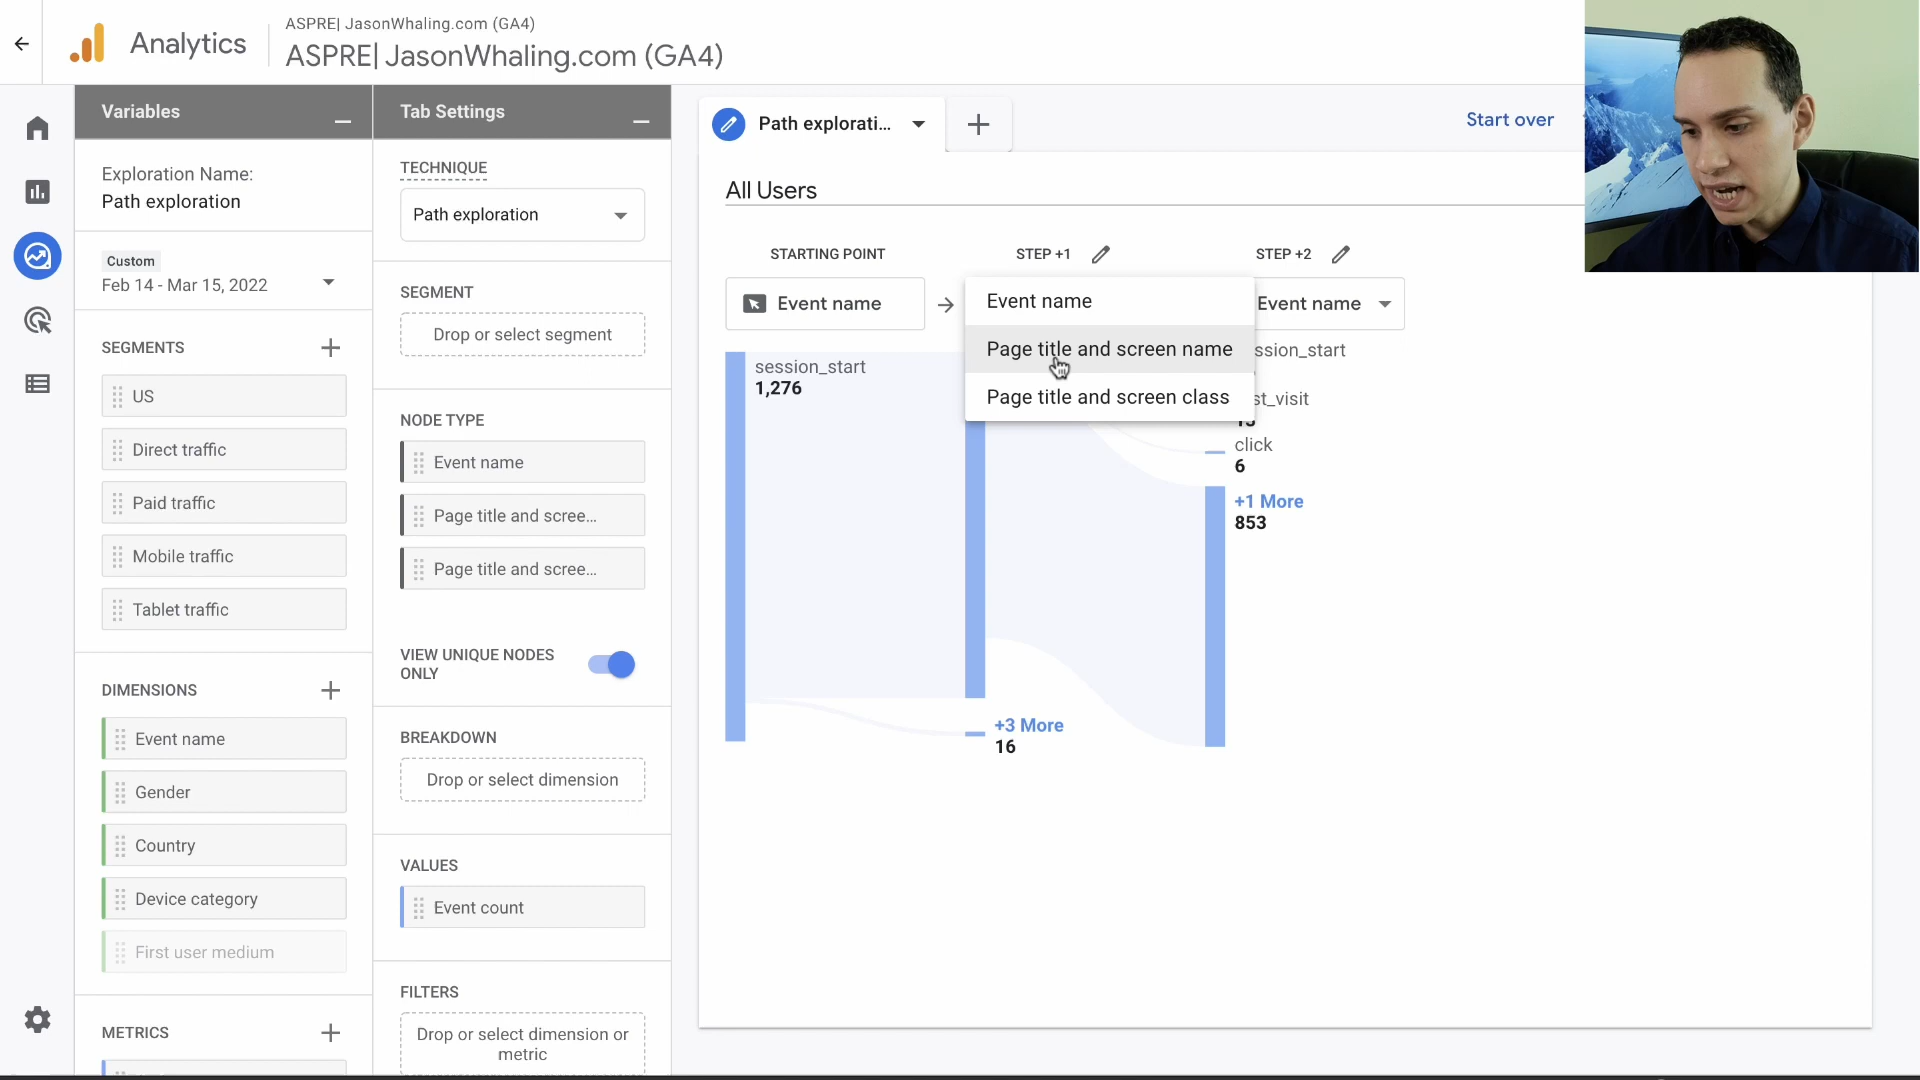 ASPRE| JasonWhaling.com (GA4)
Analytics
ASPRE| JasonWhaling.com (GA4)
Variables
Exploration Name:
Path exploration
Custom
Feb 14 - Mar 15, 2022
SEGMENTS
US
Direct traffic
Paid traffic
Mobile traffic
Tablet traffic
DIMENSIONS
Event name
Gender
Country
Device category
First user medium
METRICS
Tab Settings
TECHNIQUE
Path exploration
SEGMENT
Drop or select segment
NODE TYPE
Event name
Page title and scree...
Page title and scree...
VIEW UNIQUE NODES
ONLY
BREAKDOWN
Drop or select dimension
VALUES
Event count
FILTERS
Drop or select dimension or
metric
Path explorati...
Start over
All Users
STARTING POINT
STEP +1
STEP +2
Event name
Event name
Event name
Page title and screen name
Page title and screen class
session_start
1,276
ssion_start
st_visit
click
6
+1 More
853
+3 More
16